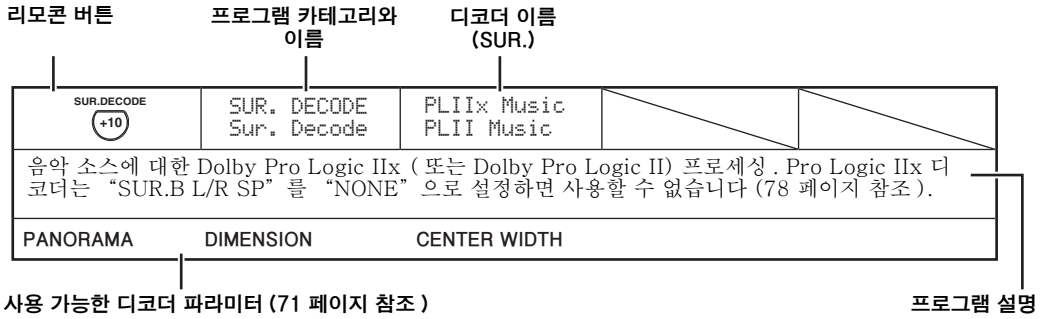 리모콘 버튼
프로그램 카테고리와
이름
디코더 이름
(SUR.)
SUR.DECODE
+10
SUR. DECODE
Sur. Decode
PLIIx Music
PLII Music
음악 소스에 대한 Dolby Pro Logic IIx ( 또는 Dolby Pro Logic II) 프로세싱 . Pro Logic IIx 디
코더는 “SUR.B L/R SP”를 “NONE”으로 설정하면 사용할 수 없습니다 (78 페이지 참조 ).
PANORAMA DIMENSION CENTER WIDTH
사용 가능한 디코더 파라미터 (71 페이지 참조 )
프로그램 설명